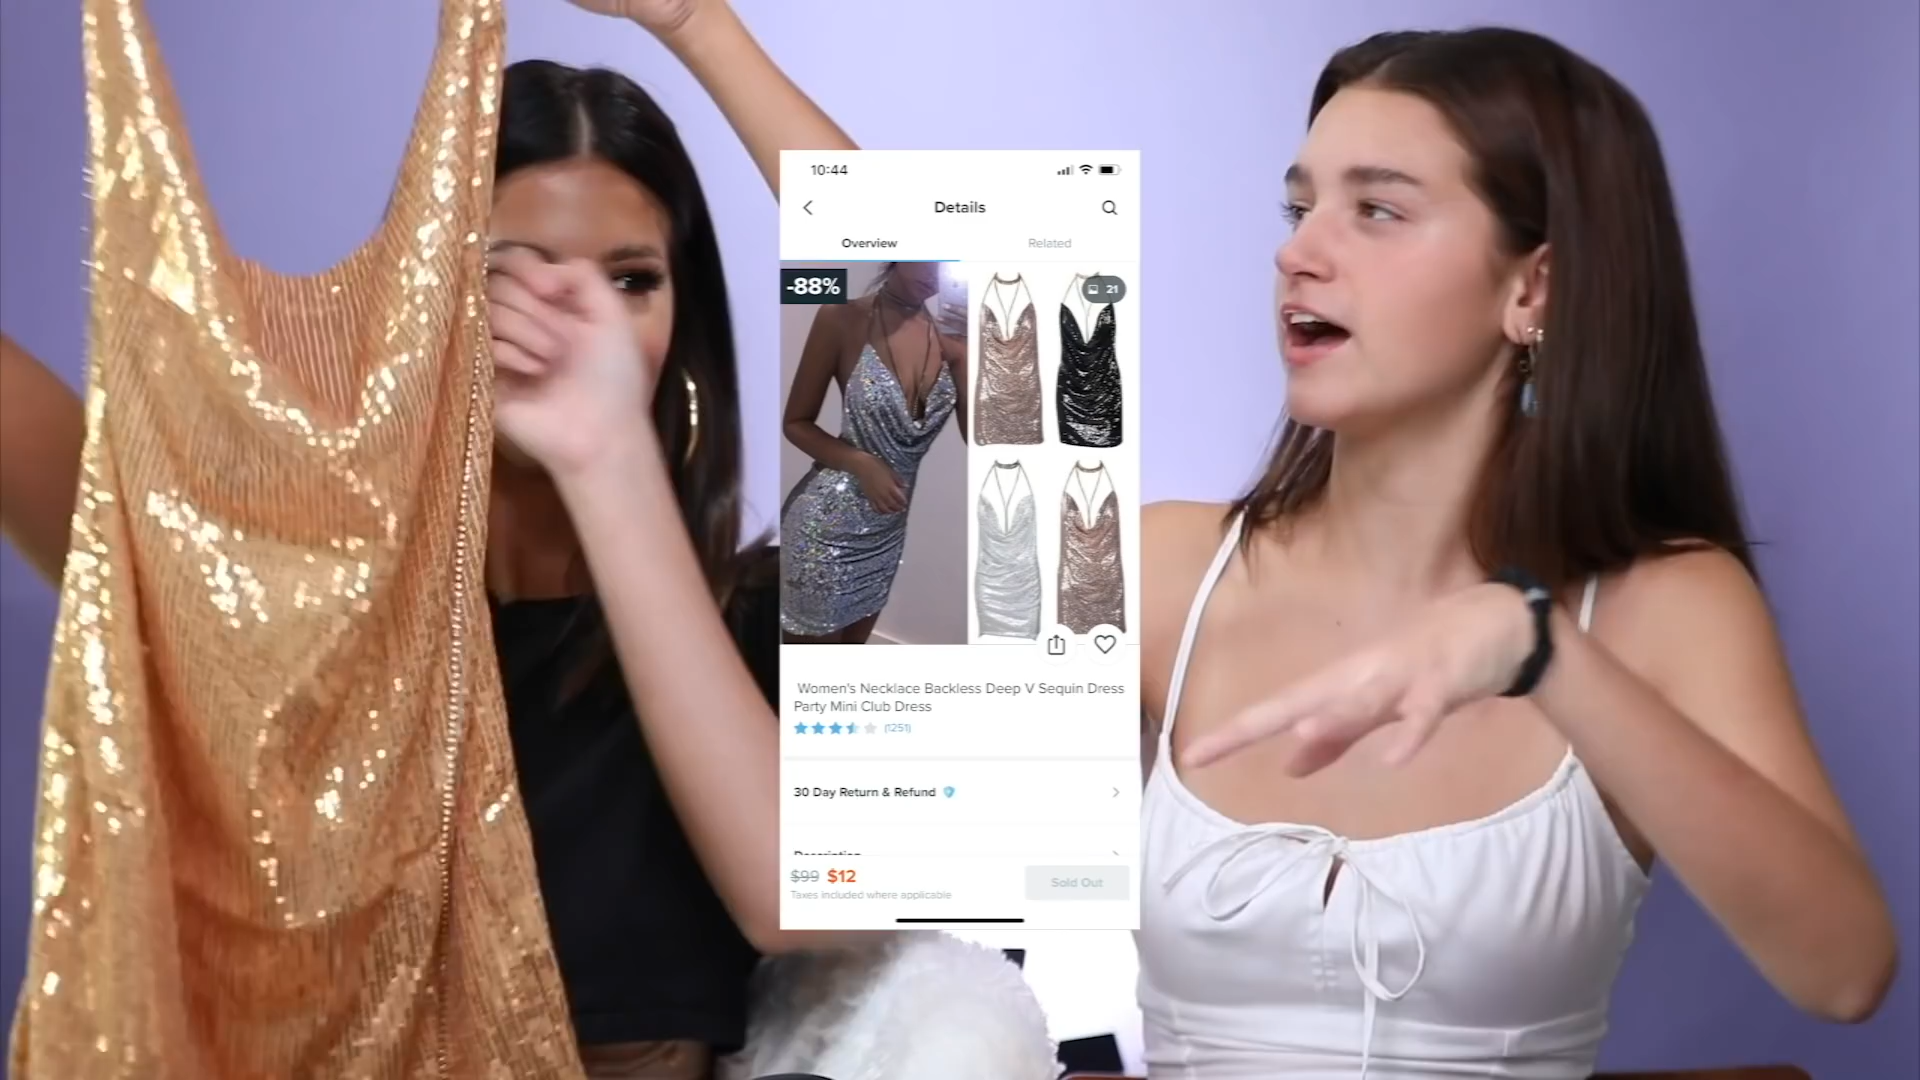 10:44
Details
Overview
Related
-88%
21
Women's Necklace Backless Deep V Sequin Dress
Party Mini Club Dress
(1251)
30 Day Return & Refund
Description
$99 $12
Taxes included where applicable
Sold Out